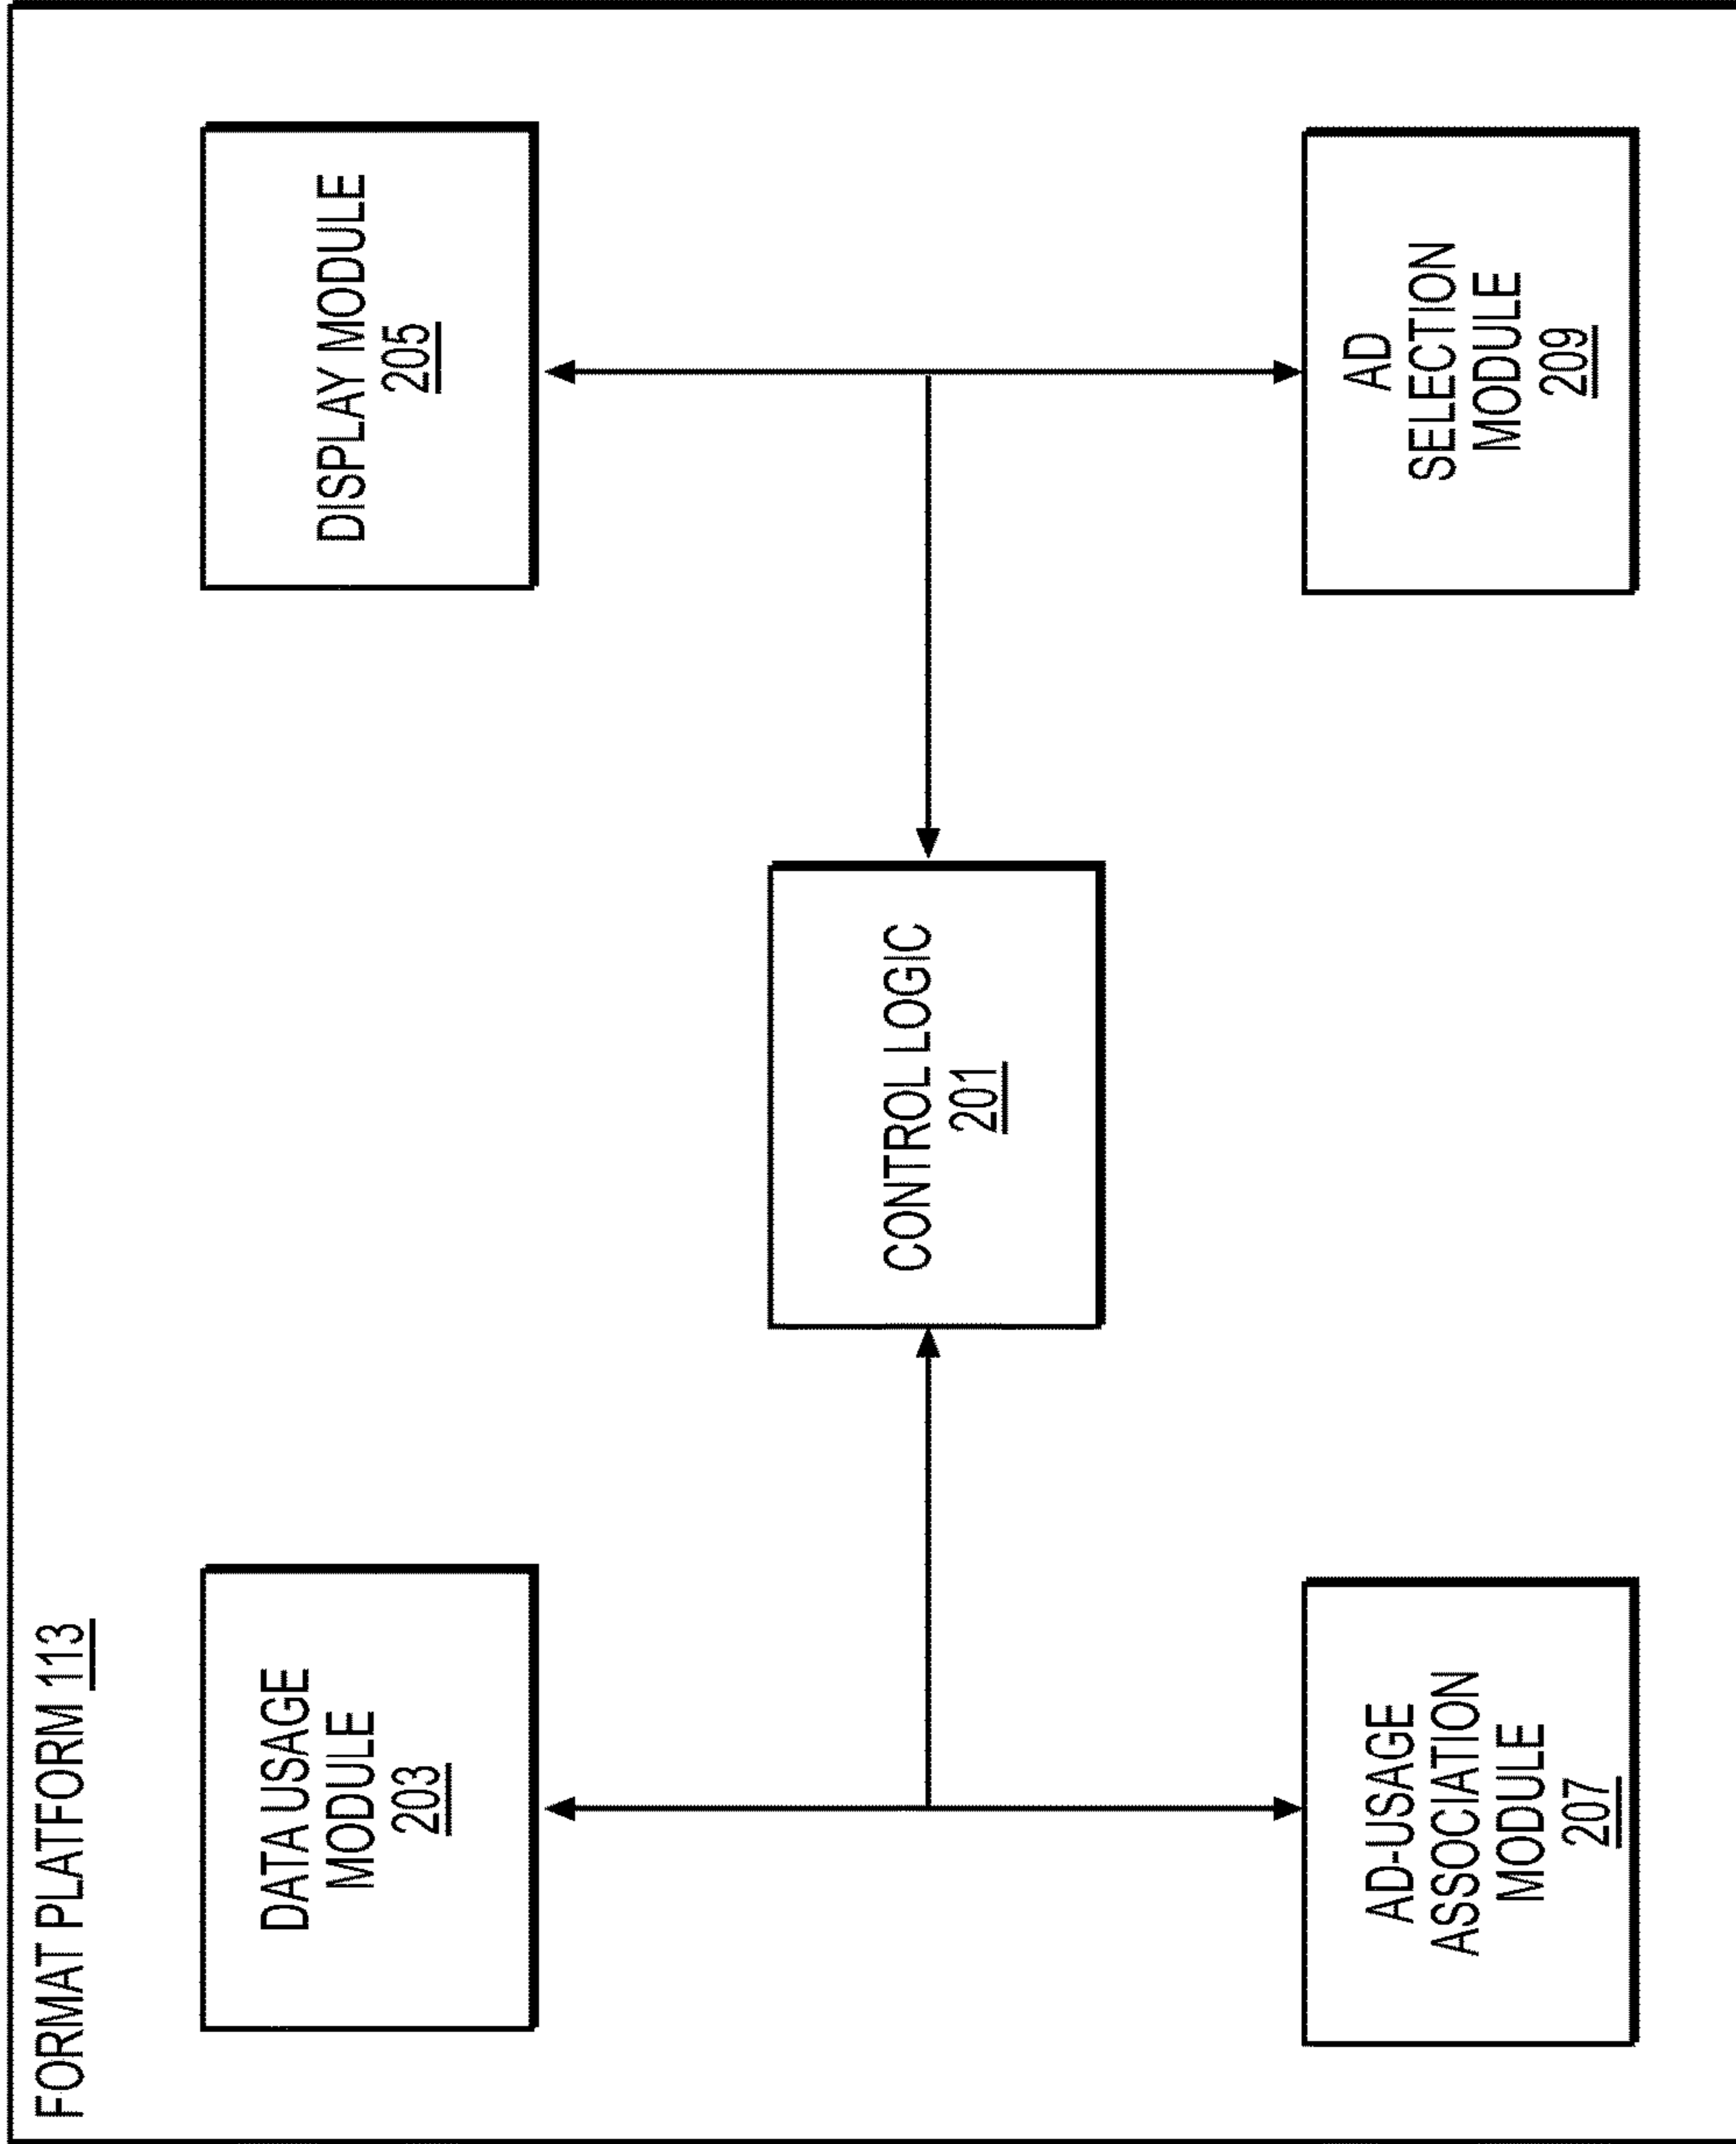 FORMAT PLATFORM 113
DATA USAGE
MODULE
203
DISPLAY MODULE
205
CONTROL LOGIC
201
AD-USAGE
ASSOCIATION
MODULE
207
AD
SELECTION
MODULE
209